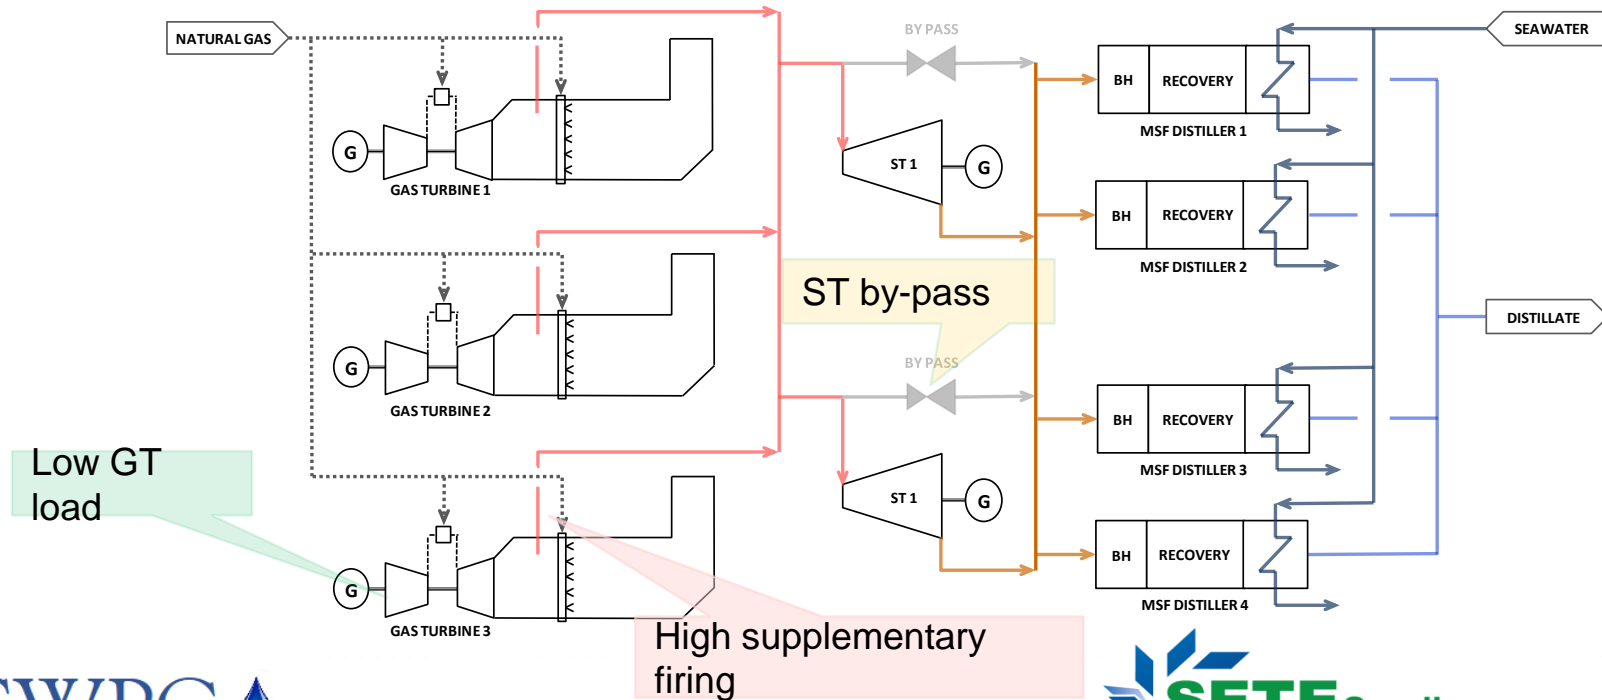 NATURAL GAS
BY PASS
SEAWATER
BH
RECOVERY
MSF DISTILLER 1
G
GAS TURBINE 1
ST 1
G
BH
RECOVERY
MSF DISTILLER 2
ST by-pass
DISTILLATE
G
GAS TURBINE 2
BY PASS
BH
RECOVERY
MSF DISTILLER 3
Low GT
load
ST 1
G
BH
RECOVERY
MSF DISTILLER 4
G
GAS TURBINE 3
High supplementary
firing